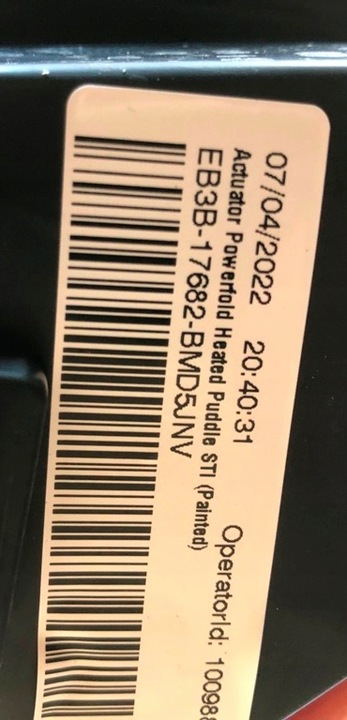 07/04/2022 20:40:31 OperatorId: 10098
Actuator Powerfold Heated Puddle STI (Painted)
EB3B-17682-BMD5JNV